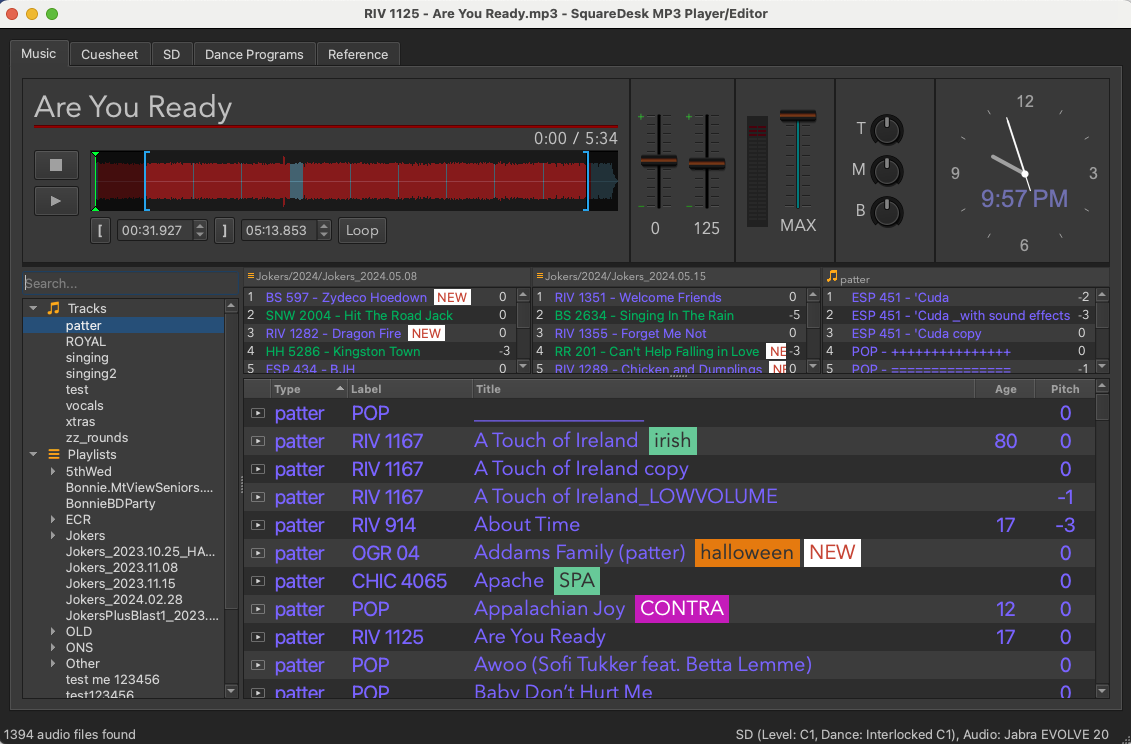 RIV 1125 - Are You Ready.mp3 - SquareDesk MP3 Player/Editor
Music Cuesheet SD Dance Programs Reference
Are You Ready
0:00 / 5:34
[ 00:31.927 ] 05:13.853 Loop
0 125
MAX
T
M
B
12
3
6
9
9:57 PM
Search...
Tracks
patter
ROYAL
singing
singing2
test
vocals
xtras
zz_rounds
Playlists
5thWed
Bonnie.MtViewSeniors....
BonnieBDParty
ECR
Jokers
Jokers_2023.10.25_HA...
Jokers_2023.11.08
Jokers_2023.11.15
Jokers_2024.02.28
JokersPlusBlast1_2023....
OLD
ONS
Other
test me 123456
test123456
Jokers/2024/Jokers_2024.05.08
1 BS 597 - Zydeco Hoedown NEW 0
2 SNW 2004 - Hit The Road Jack 0
3 RIV 1282 - Dragon Fire NEW 0
4 HH 5286 - Kingston Town -3
5 ESP 434 - BJH 0
Jokers/2024/Jokers_2024.05.15
1 RIV 1351 - Welcome Friends 0
2 BS 2634 - Singing In The Rain -5
3 RIV 1355 - Forget Me Not 0
4 RR 201 - Can't Help Falling in Love NE -3
5 RIV 1289 - Chicken and Dumplings NE 0
patter
1 ESP 451 - 'Cuda -2
2 ESP 451 - 'Cuda _with sound effects -3
3 ESP 451 - 'Cuda copy 0
4 POP - +++++++++++++++ 0
5 POP - =============== -1
Type Label Title Age Pitch
patter POP _________________ 0
patter RIV 1167 A Touch of Ireland irish 80 0
patter RIV 1167 A Touch of Ireland copy 0
patter RIV 1167 A Touch of Ireland_LOWVOLUME -1
patter RIV 914 About Time 17 -3
patter OGR 04 Addams Family (patter) halloween NEW 0
patter CHIC 4065 Apache SPA 0
patter POP Appalachian Joy CONTRA 12 0
patter RIV 1125 Are You Ready 17 0
patter POP Awoo (Sofi Tukker feat. Betta Lemme) 0
patter POP Baby Don't Hurt Me 0
1394 audio files found
SD (Level: C1, Dance: Interlocked C1), Audio: Jabra EVOLVE 20